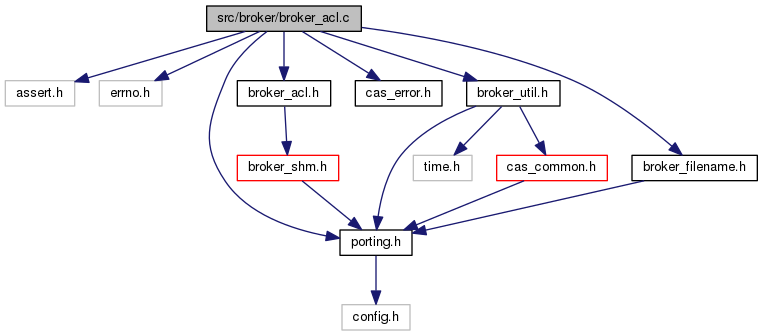 src/broker/broker_acl.c
assert.h
errno.h
broker_acl.h
cas_error.h
broker_util.h
broker_shm.h
time.h
cas_common.h
broker_filename.h
porting.h
config.h